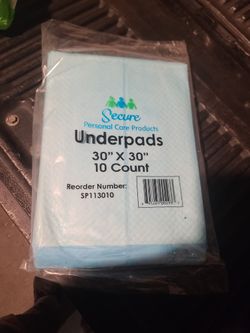 Secure
Personal Care Products
Underpads
30" X 30"
10 Count
Reorder Number:
SP113010